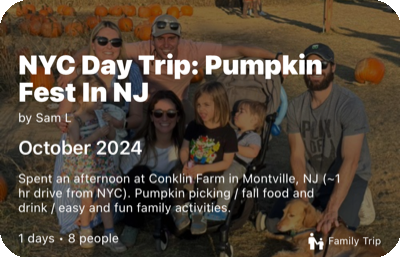 NYC Day Trip: Pumpkin
Fest In NJ
by Sam L
October 2024
Spent an afternoon at Conklin Farm in Montville, NJ (~1
hr drive from NYC). Pumpkin picking / fall food and
drink / easy and fun family activities.
1 days • 8 people
Family Trip